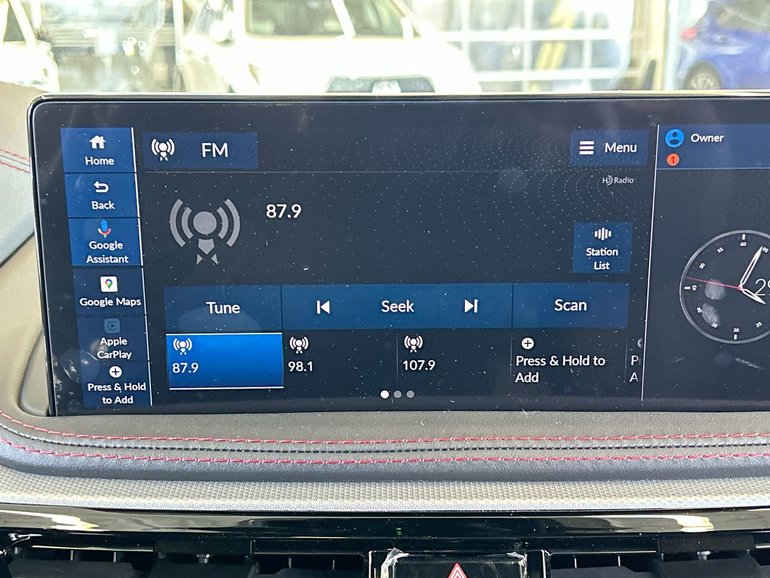 Home
Back
Google
Assistant
Google Maps
Apple
CarPlay
Press & Hold
to Add
FM
Menu
HD Radio
87.9
Station
List
Tune
Seek
Scan
87.9
98.1
107.9
Press & Hold to
Add
P
A
Owner
1